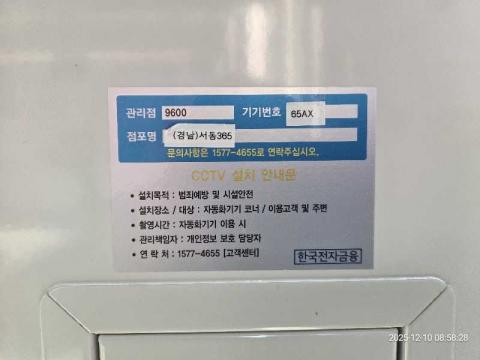 관리점 9600 기기번호 65AX
점포명 (경남)서동365
문의사항은 1577-4655로 연락주십시오.
CCTV 설치 안내문
• 설치목적 : 범죄예방 및 시설안전
• 설치장소 / 대상 : 자동화기기 코너 / 이용고객 및 주변
• 촬영시간 : 자동화기기 이용 시
• 관리책임자 : 개인정보 보호 담당자
• 연 락 처 : 1577-4655 [고객센터]
한국전자금융
2025-12-10 08:58:28